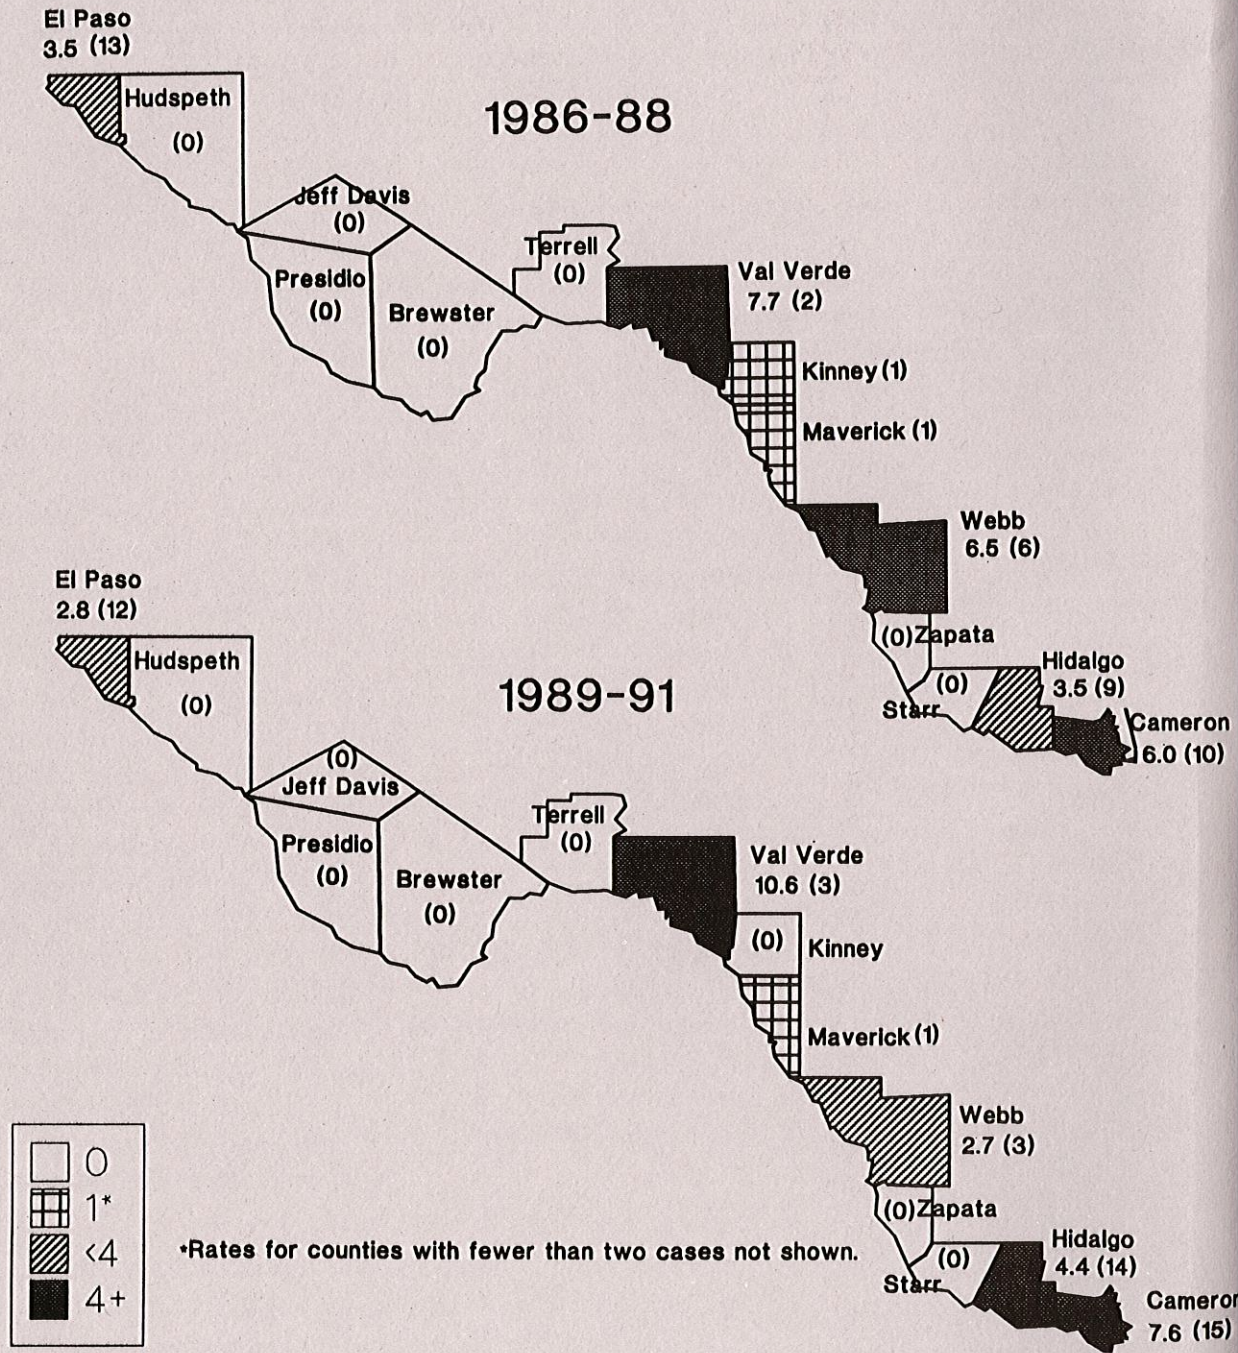 El Paso
3.5 (13)
Hudspeth
(0)
1986-88
Jeff Davis
(0)
Terrell
(0)
Presidio
(0)
Brewster
(0)
Val Verde
7.7 (2)
Kinney (1)
Maverick (1)
Webb
6.5 (6)
(0) Zapata
Hidalgo
3.5 (9)
(0)
Starr
Cameron
6.0 (10)
El Paso
2.8 (12)
Hudspeth
(0)
1989-91
(0)
Jeff Davis
Terrell
(0)
Presidio
(0)
Brewster
(0)
Val Verde
10.6 (3)
(0)
Kinney
Maverick (1)
Webb
2.7 (3)
(0) Zapata
Hidalgo
4.4 (14)
(0)
Starr
Cameron
7.6 (15)
0
1*
<4
4+
*Rates for counties with fewer than two cases not shown.